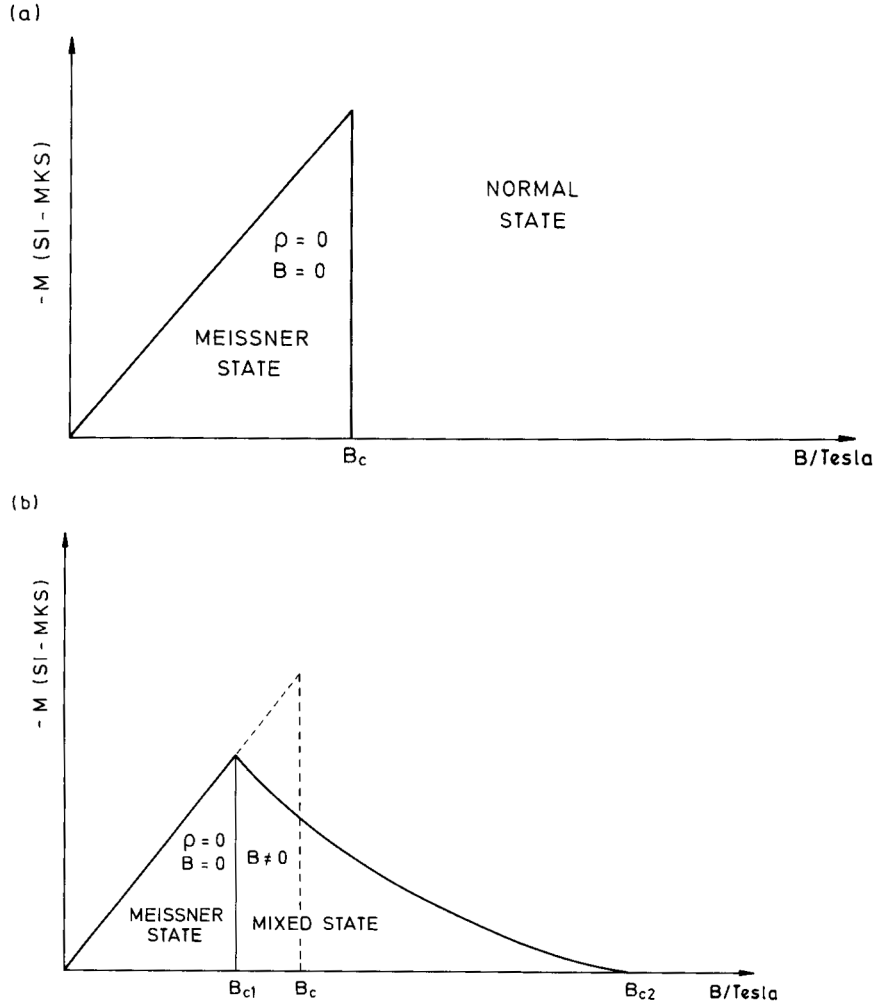 (a)
-M (SI-MKS)
NORMAL
STATE
ρ = 0
B = 0
MEISSNER
STATE
Bc
B/Tesla
(b)
-M (SI-MKS)
ρ = 0
B = 0
B ≠ 0
MEISSNER
STATE
MIXED STATE
Bc1
Bc
Bc2
B/Tesla